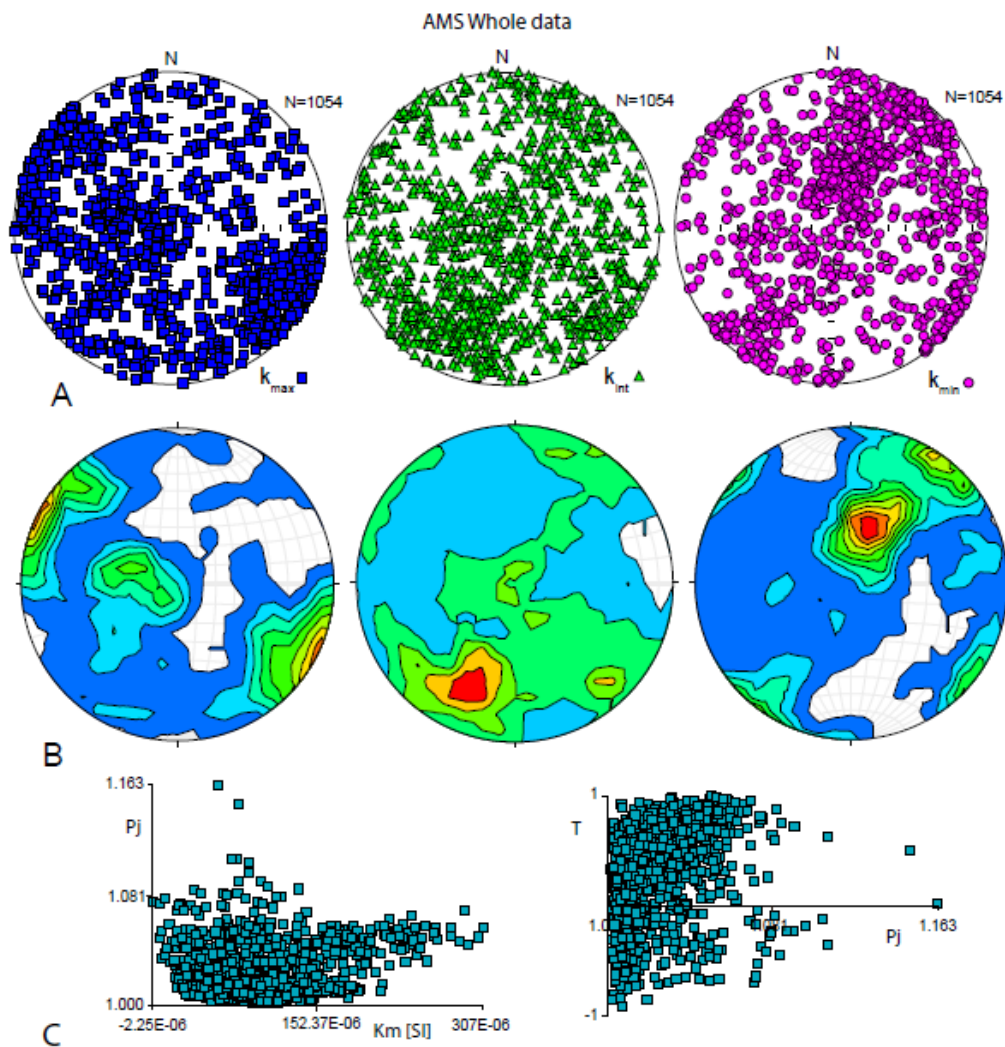 AMS Whole data
N N N
N=1054 N=1054 N=1054
kmax kint kmin
A
B
1.163
Pj
1.081
1.000
-2.25E-06 152.37E-06 Km [SI] 307E-06
C
1
T
1.163
Pj
-1